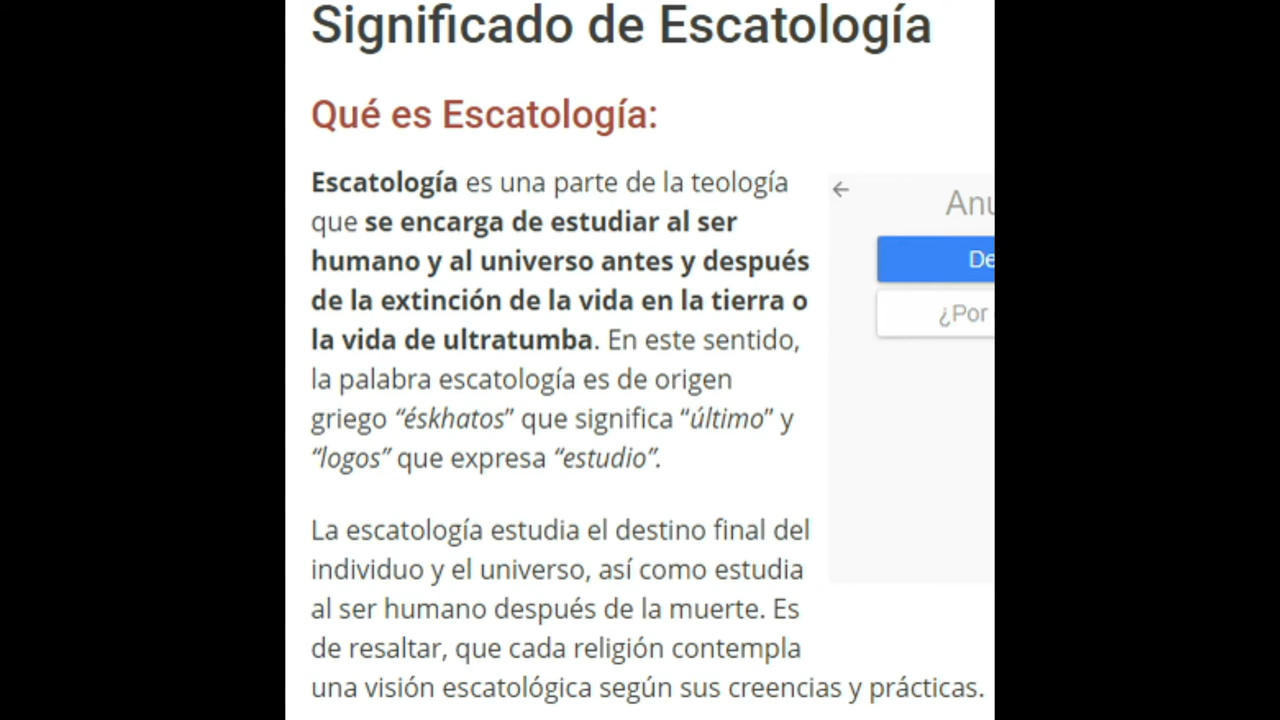 Significado de Escatología
Qué es Escatología:
Escatología es una parte de la teología
que se encarga de estudiar al ser
humano y al universo antes y después
de la extinción de la vida en la tierra o
la vida de ultratumba. En este sentido,
la palabra escatología es de origen
griego “éskhatos” que significa “último” y
“logos” que expresa “estudio”.
La escatología estudia el destino final del
individuo y el universo, así como estudia
al ser humano después de la muerte. Es
de resaltar, que cada religión contempla
una visión escatológica según sus creencias y prácticas.
¿Por